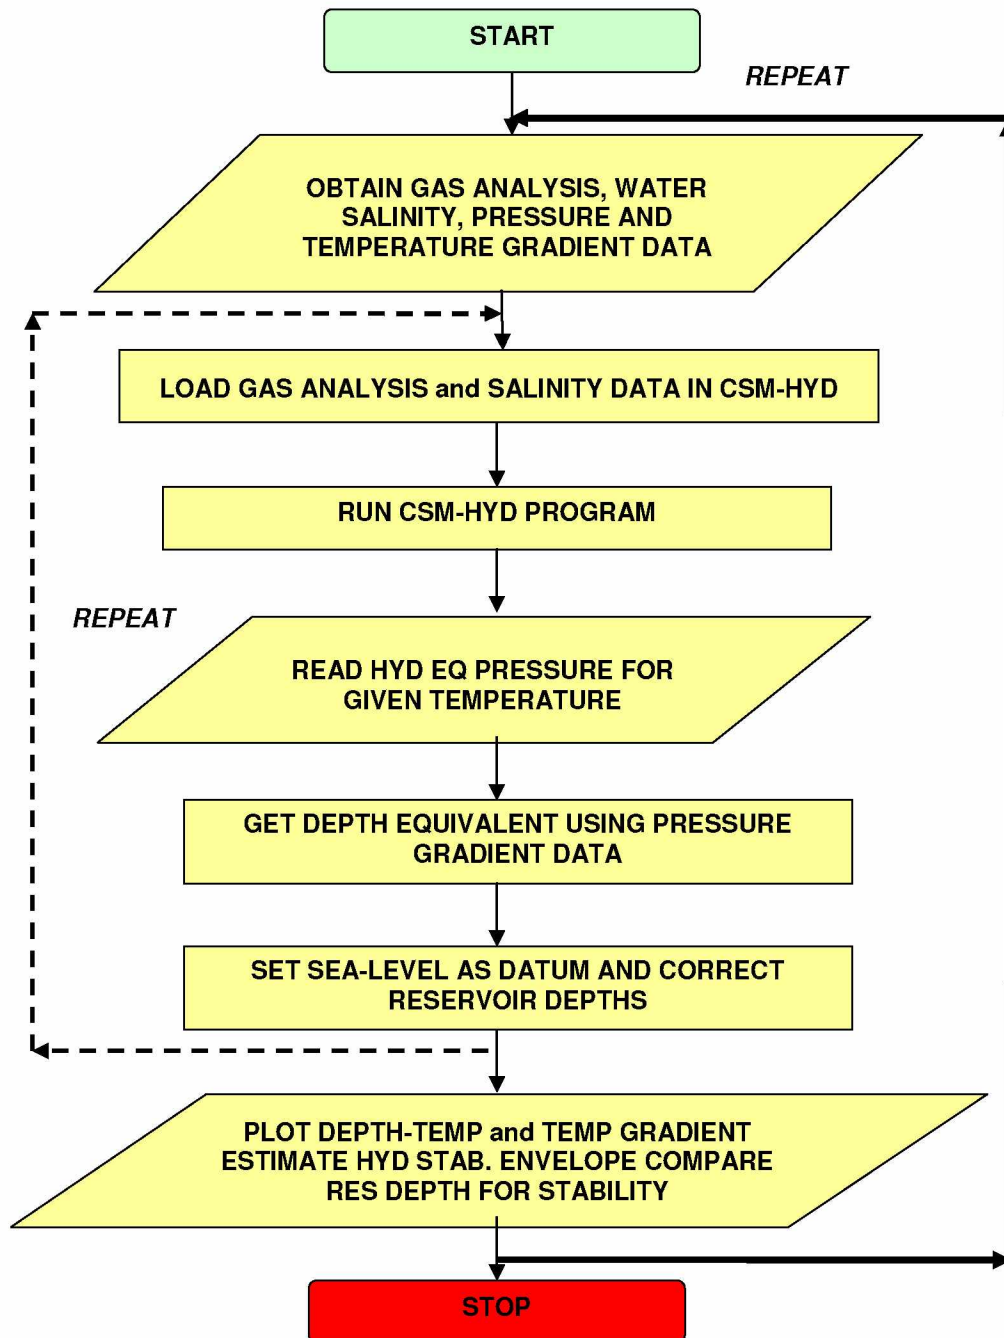 START
REPEAT
OBTAIN GAS ANALYSIS, WATER
SALINITY, PRESSURE AND
TEMPERATURE GRADIENT DATA
LOAD GAS ANALYSIS and SALINITY DATA IN CSM-HYD
RUN CSM-HYD PROGRAM
REPEAT
READ HYD EQ PRESSURE FOR
GIVEN TEMPERATURE
GET DEPTH EQUIVALENT USING PRESSURE
GRADIENT DATA
SET SEA-LEVEL AS DATUM AND CORRECT
RESERVOIR DEPTHS
PLOT DEPTH-TEMP and TEMP GRADIENT
ESTIMATE HYD STAB. ENVELOPE COMPARE
RES DEPTH FOR STABILITY
STOP